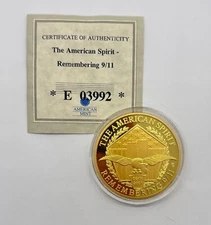 CERTIFICATE OF AUTHENTICITY
The American Spirit -
Remembering 9/11
* E 03992 *
AMERICAN
MINT
THE AMERICAN SPIRIT
REMEMBERING 9/11